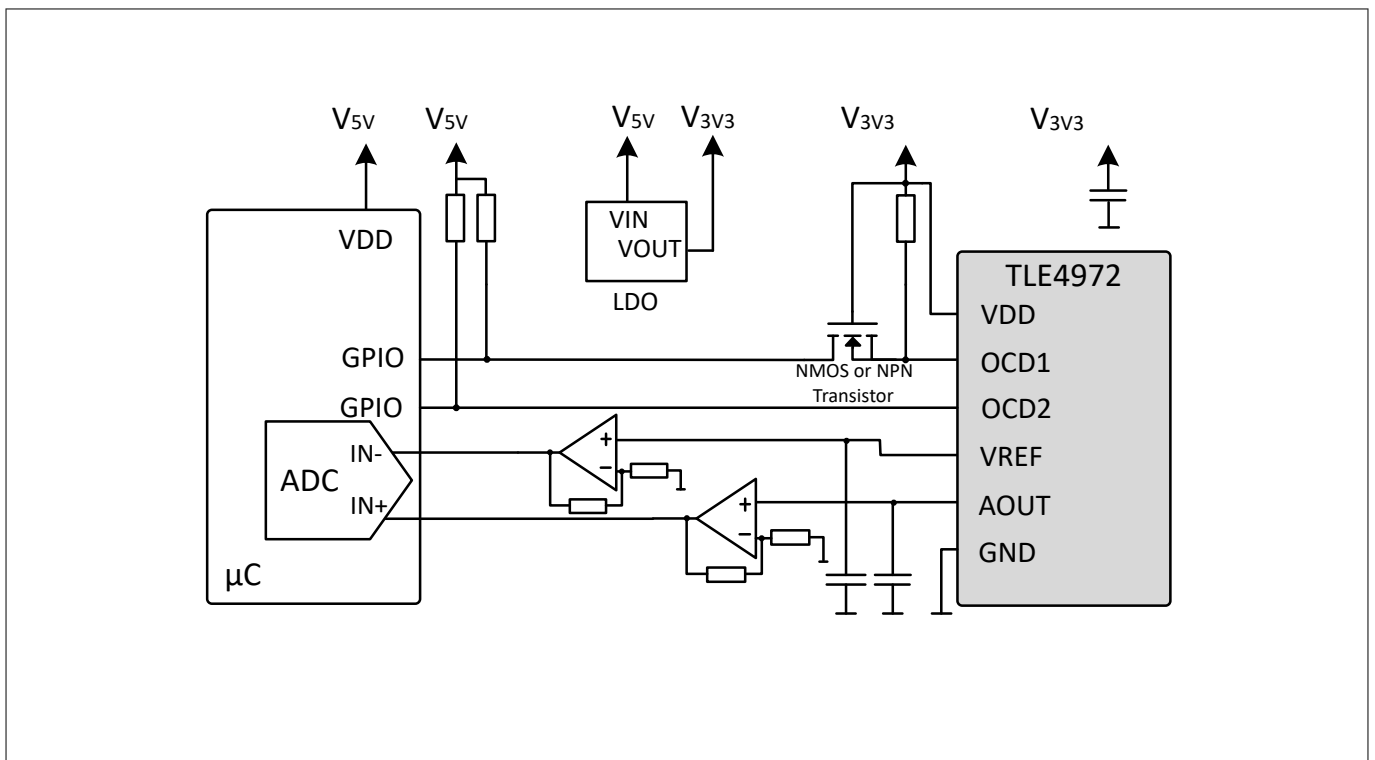 V5V
V5V
V5V
V3V3
V3V3
V3V3
VDD
VIN
VOUT
LDO
TLE4972
VDD
GPIO
OCD1
NMOS or NPN
Transistor
GPIO
OCD2
ADC
IN-
IN+
+
−
VREF
+
−
AOUT
GND
µC